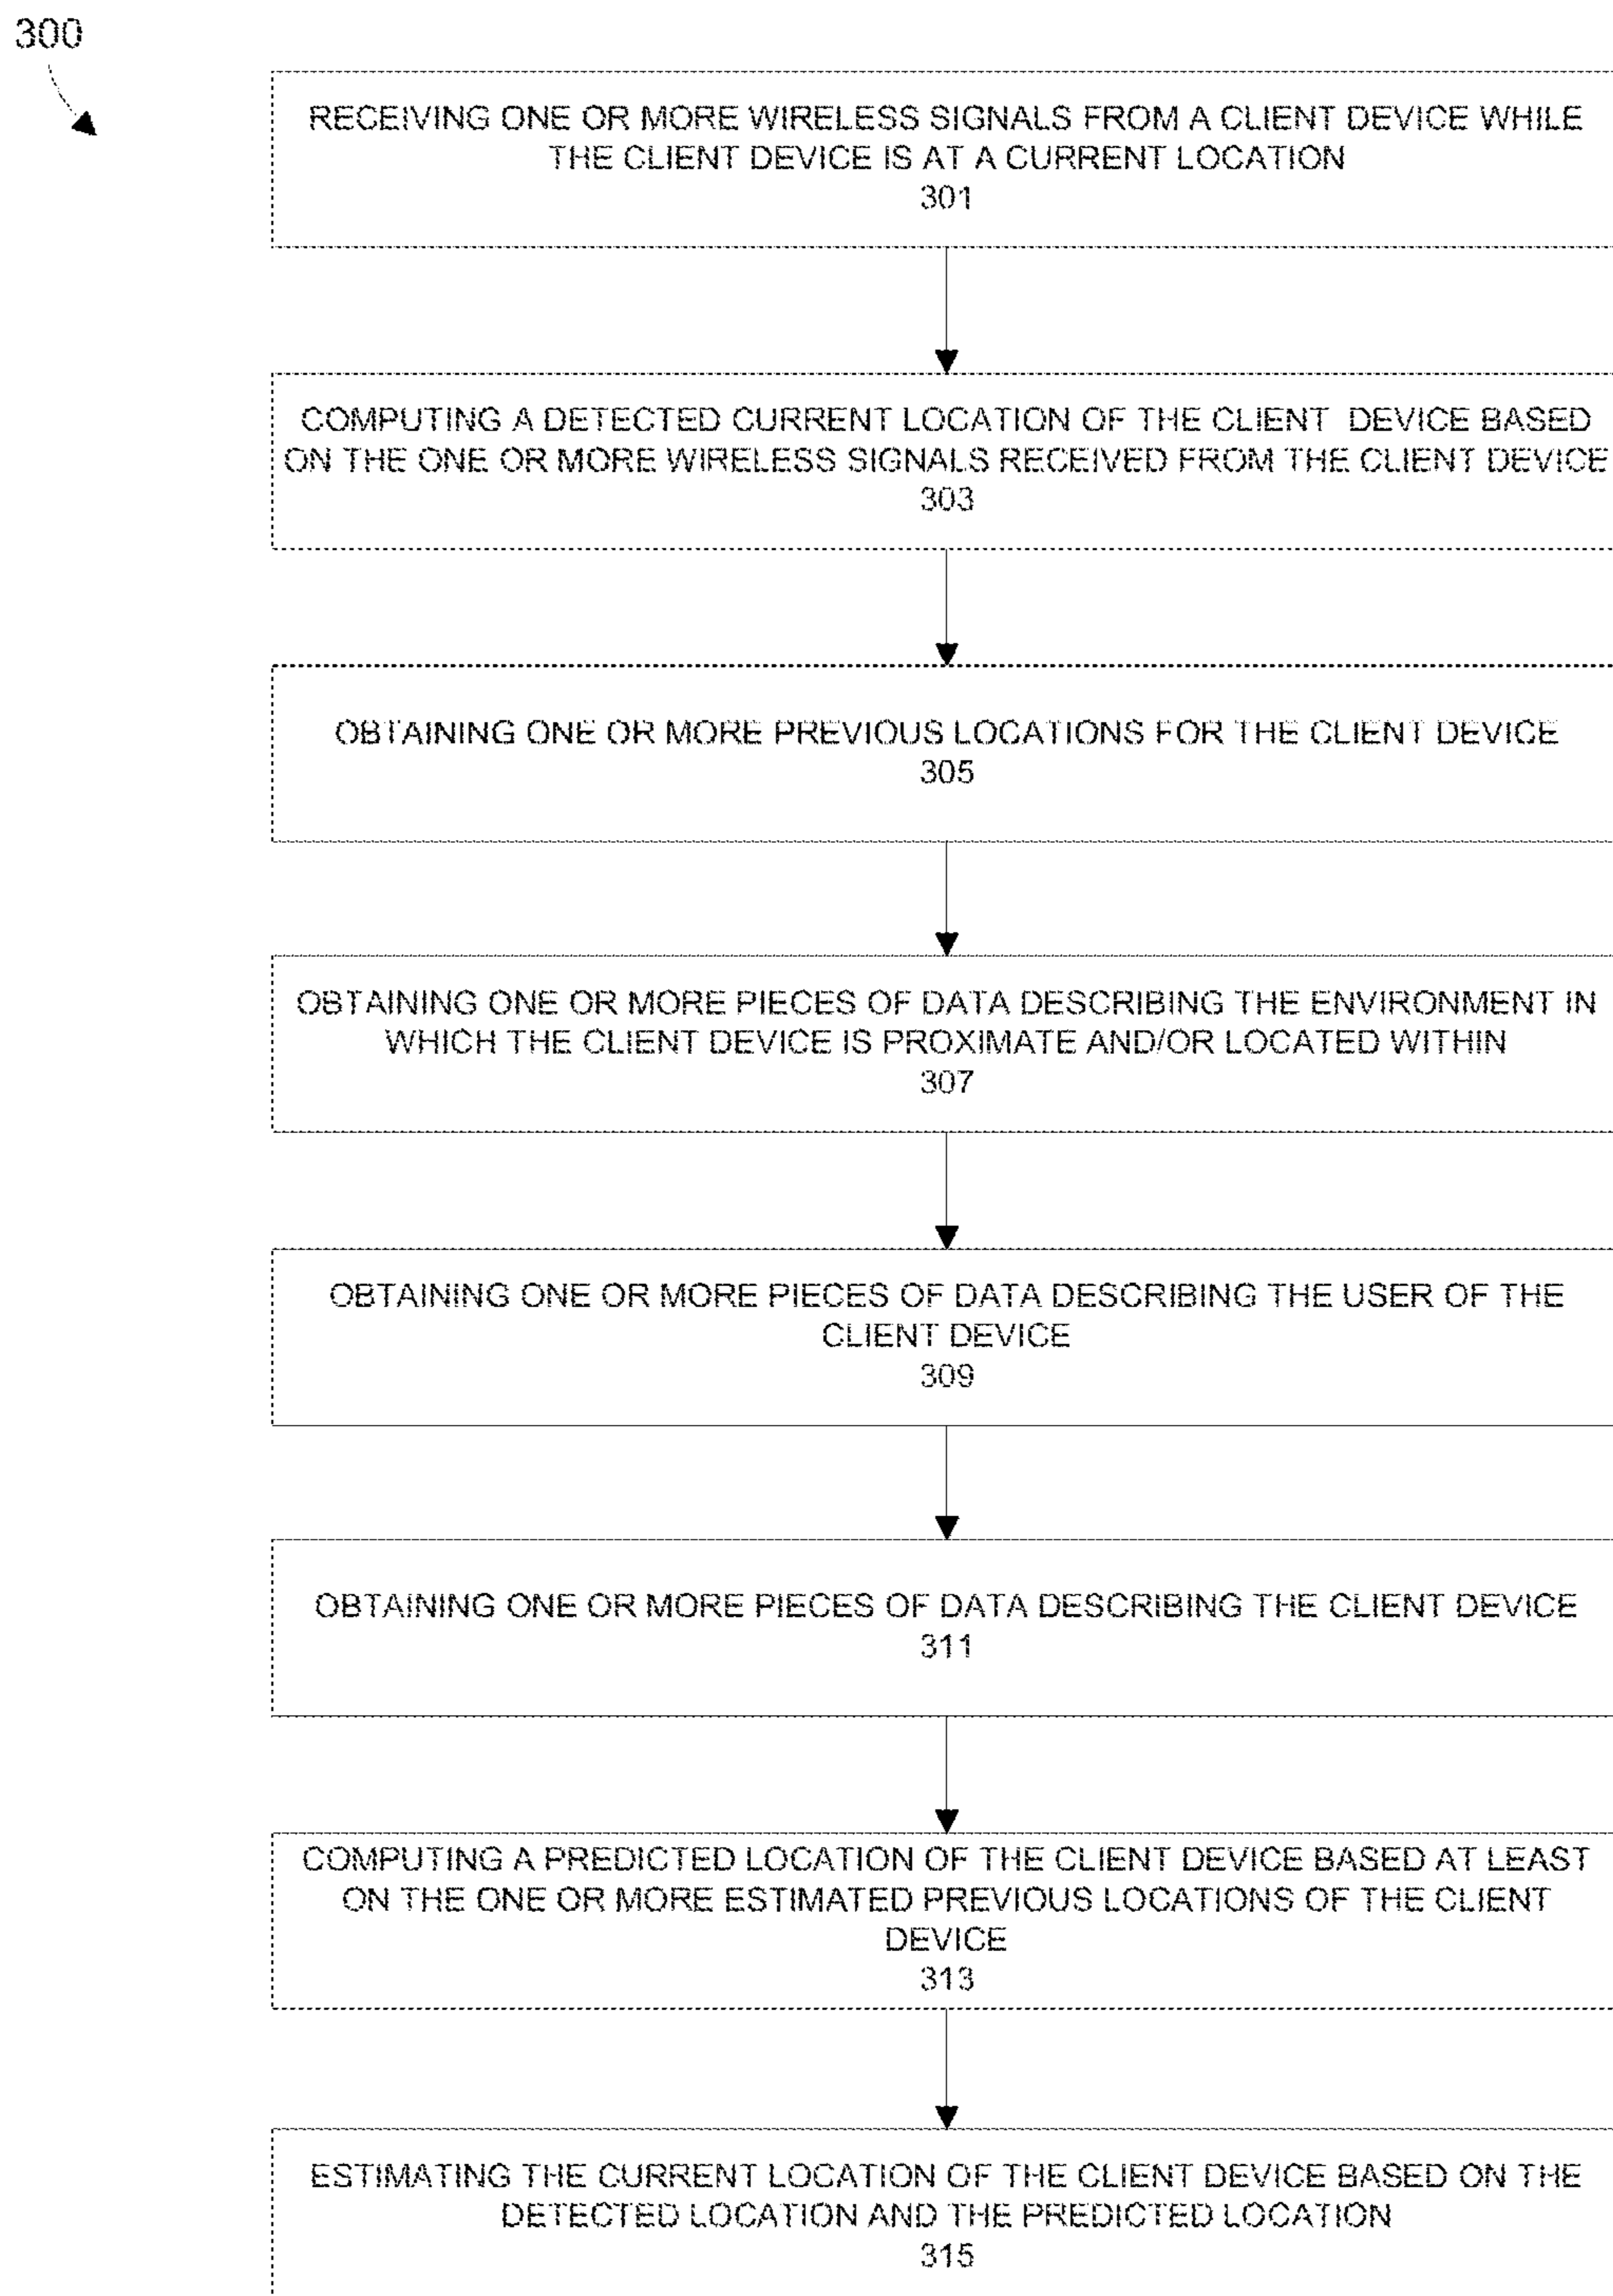 300
RECEIVING ONE OR MORE WIRELESS SIGNALS FROM A CLIENT DEVICE WHILE
THE CLIENT DEVICE IS AT A CURRENT LOCATION
301
COMPUTING A DETECTED CURRENT LOCATION OF THE CLIENT DEVICE BASED
ON THE ONE OR MORE WIRELESS SIGNALS RECEIVED FROM THE CLIENT DEVICE
303
OBTAINING ONE OR MORE PREVIOUS LOCATIONS FOR THE CLIENT DEVICE
305
OBTAINING ONE OR MORE PIECES OF DATA DESCRIBING THE ENVIRONMENT IN
WHICH THE CLIENT DEVICE IS PROXIMATE AND/OR LOCATED WITHIN
307
OBTAINING ONE OR MORE PIECES OF DATA DESCRIBING THE USER OF THE
CLIENT DEVICE
309
OBTAINING ONE OR MORE PIECES OF DATA DESCRIBING THE CLIENT DEVICE
311
COMPUTING A PREDICTED LOCATION OF THE CLIENT DEVICE BASED AT LEAST
ON THE ONE OR MORE ESTIMATED PREVIOUS LOCATIONS OF THE CLIENT
DEVICE
313
ESTIMATING THE CURRENT LOCATION OF THE CLIENT DEVICE BASED ON THE
DETECTED LOCATION AND THE PREDICTED LOCATION
315